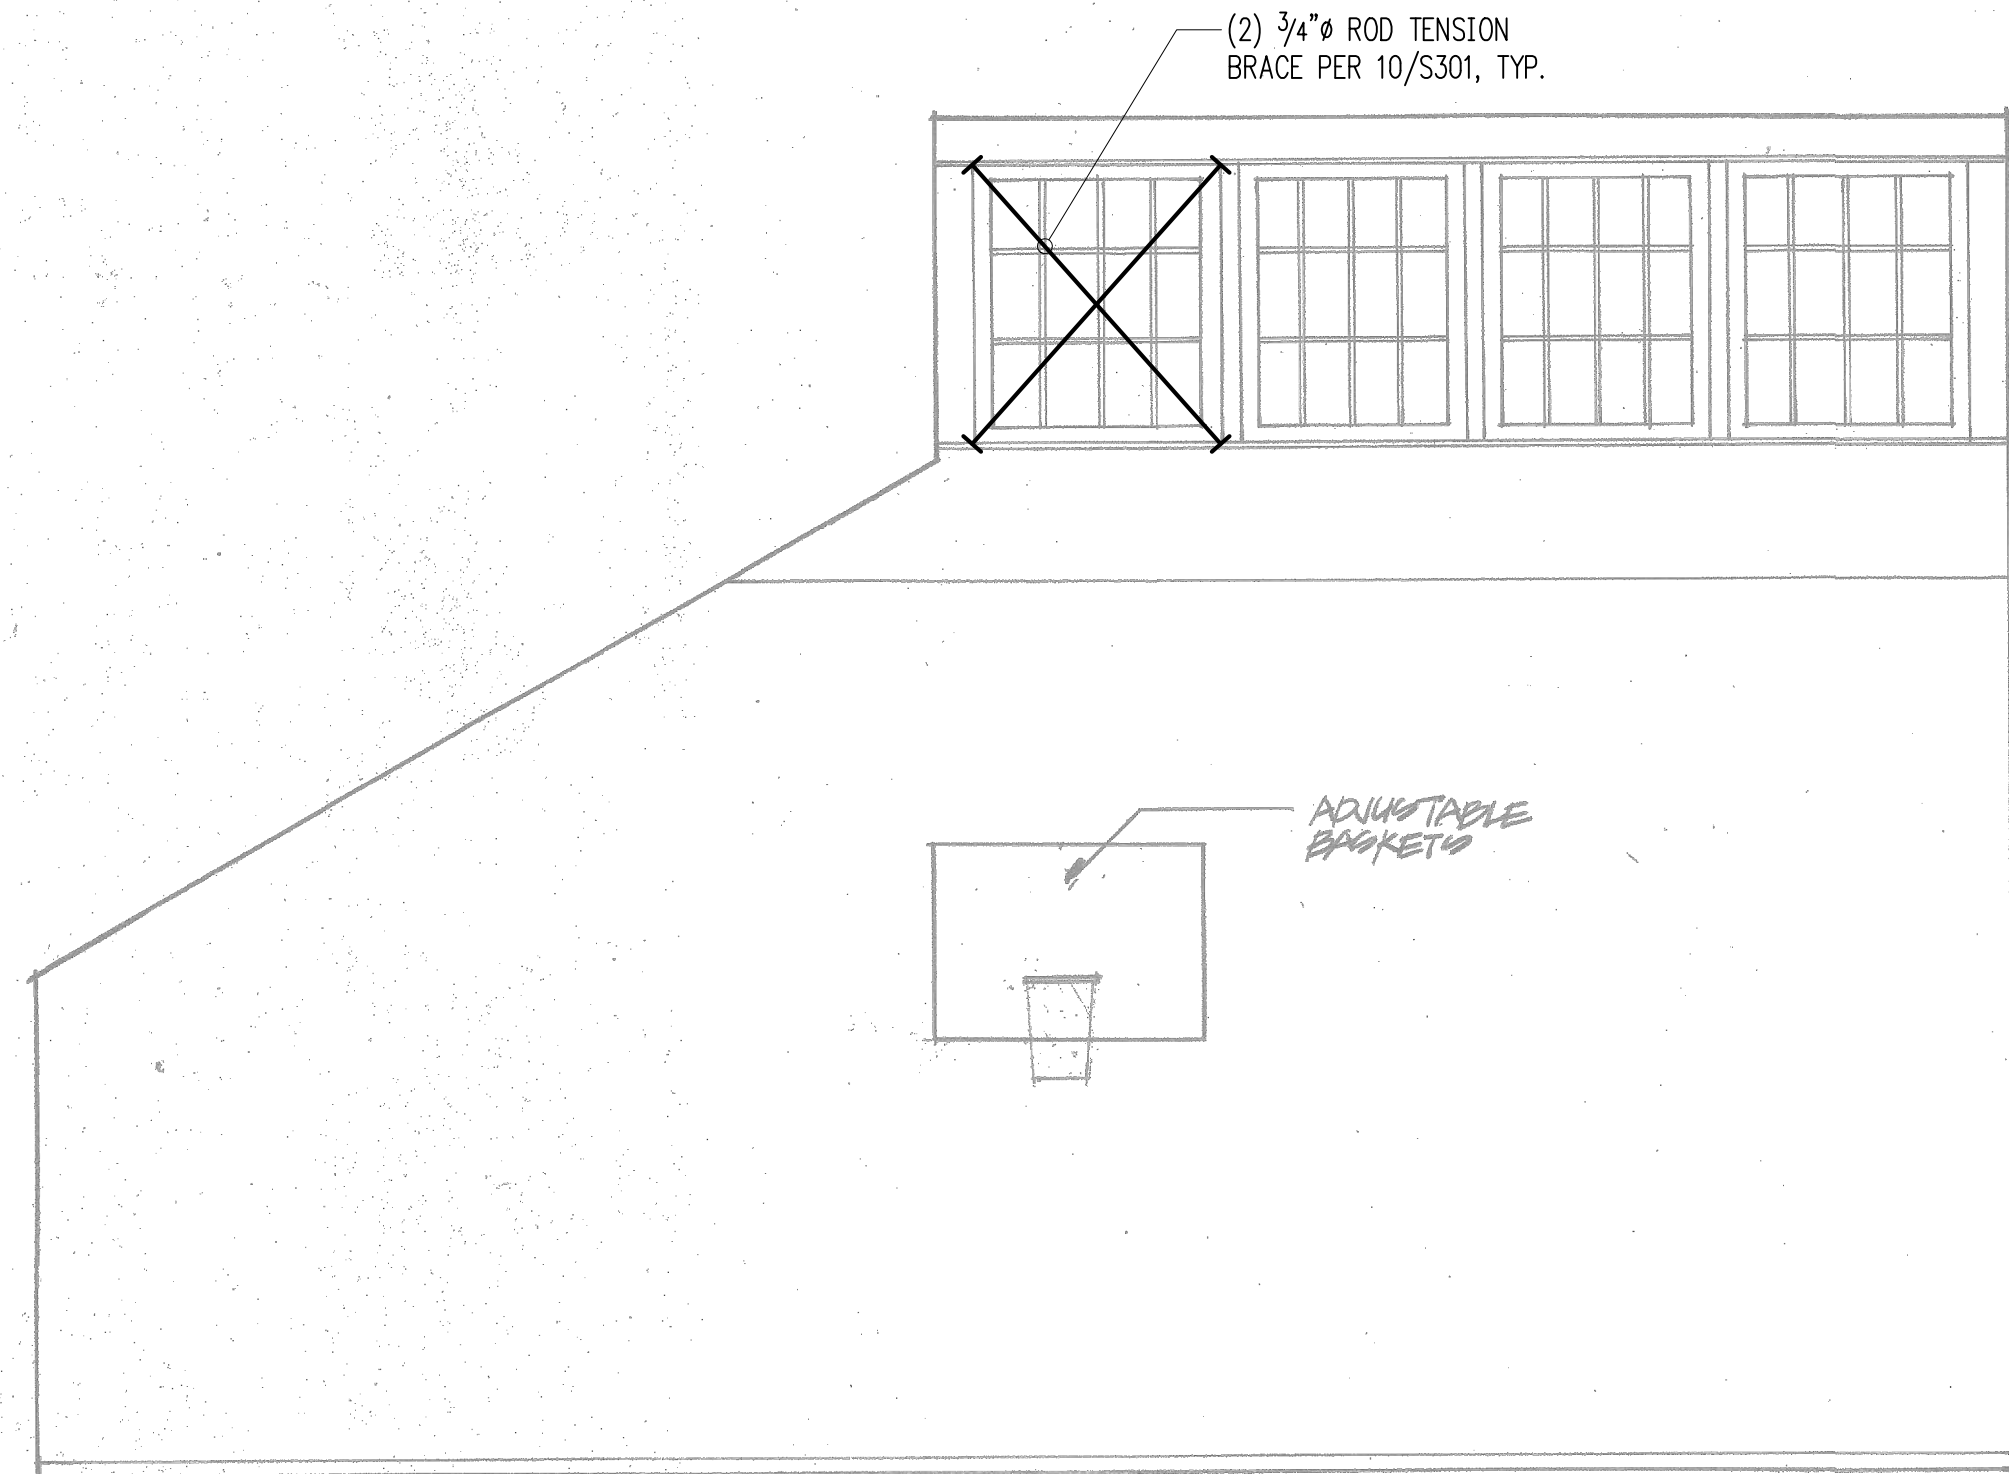 (2) 3/4"ø ROD TENSION
BRACE PER 10/S301, TYP.
ADJUSTABLE
BASKETS